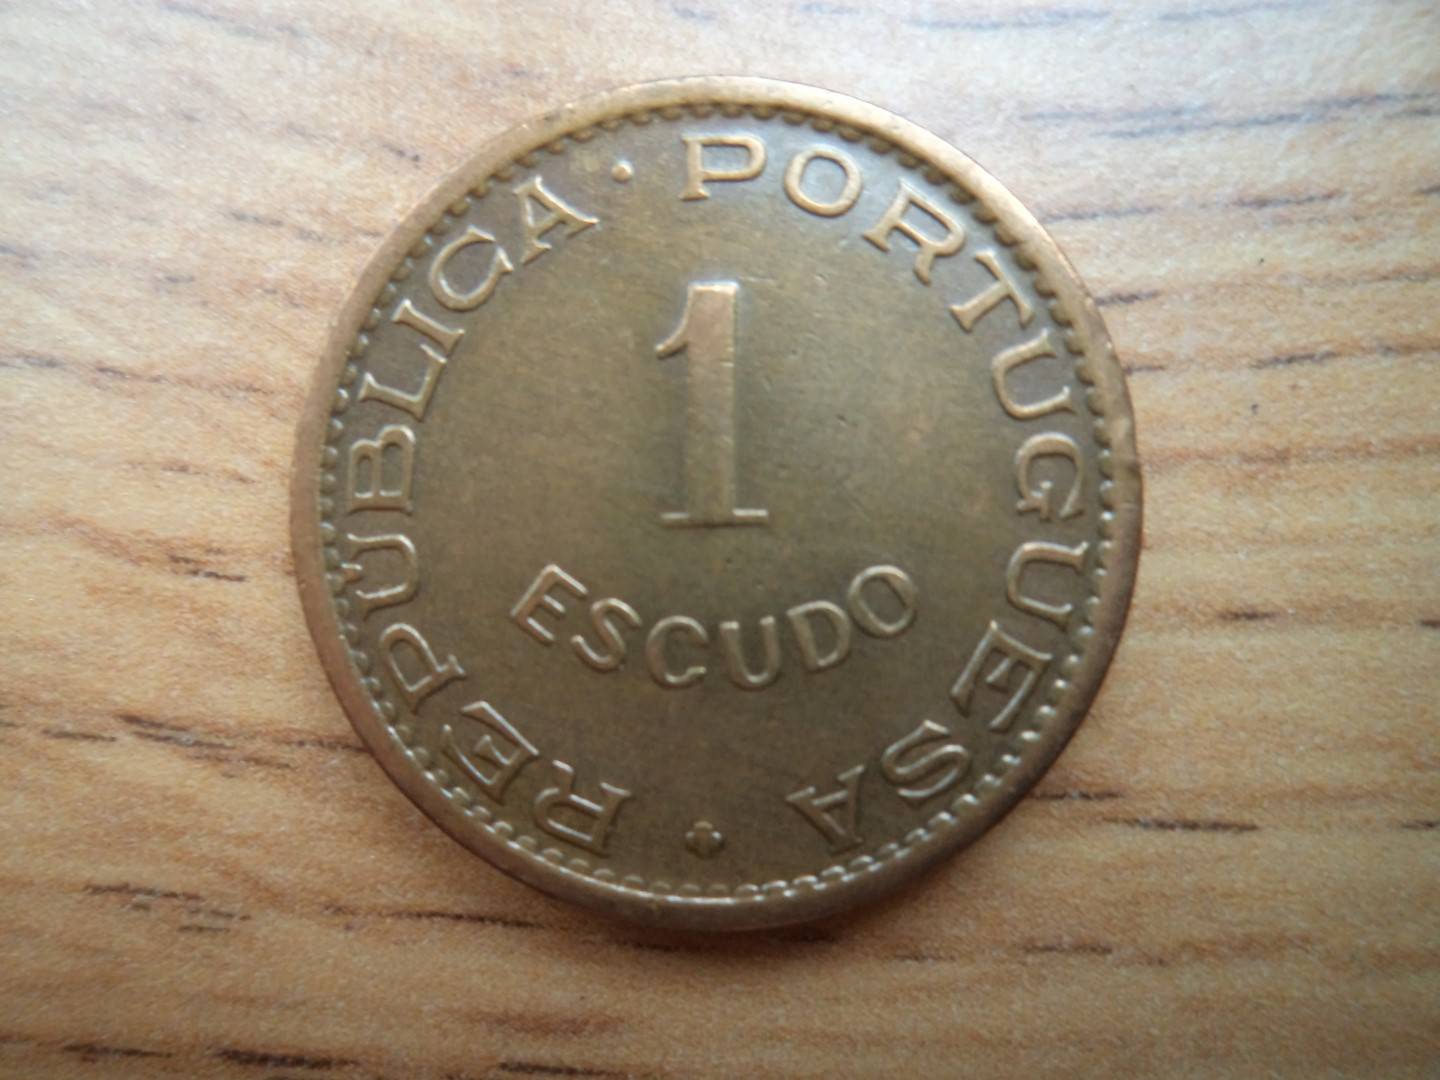 REPÚBLICA · PORTUGUESA
1
ESCUDO